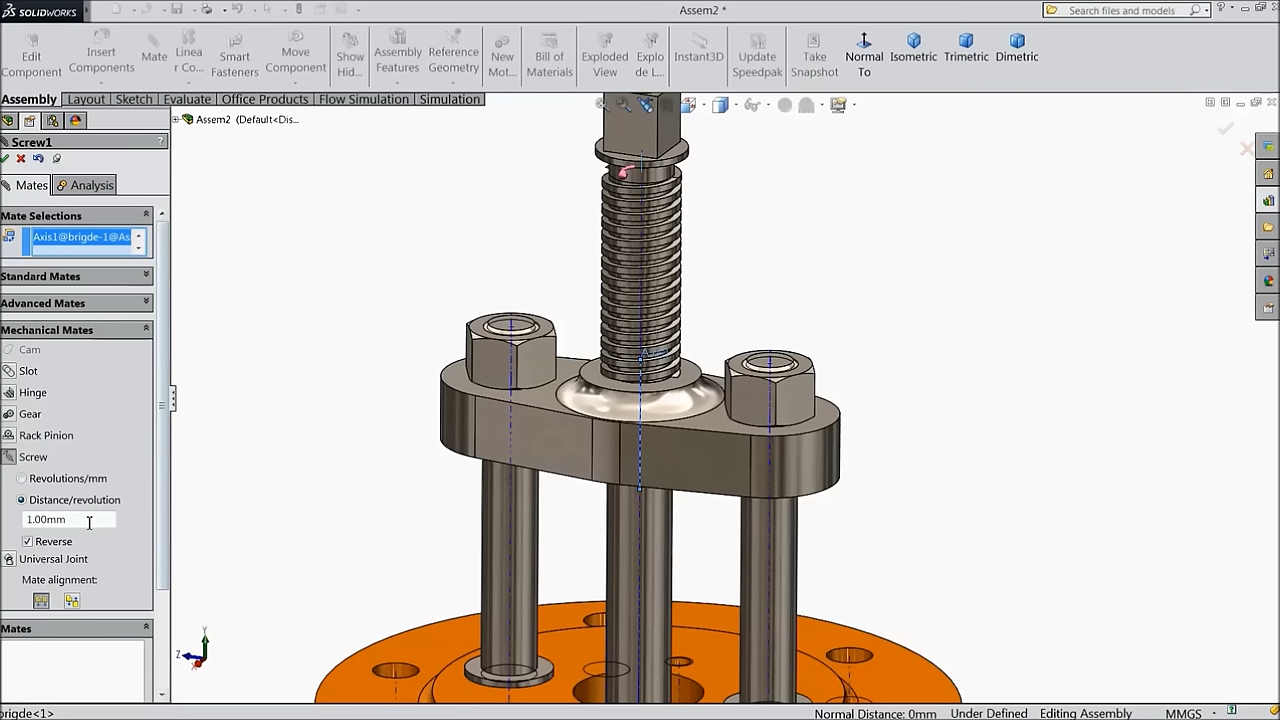 SOLIDWORKS
Assem2 *
Search files and models
Edit Component
Insert Components
Mate
Linea r Co...
Smart Fasteners
Move Component
Show Hid...
Assembly Features
Reference Geometry
New Mot...
Bill of Materials
Exploded View
Explo de L...
Instant3D
Update Speedpak
Take Snapshot
Normal To
Isometric
Trimetric
Dimetric
Assembly
Layout
Sketch
Evaluate
Office Products
Flow Simulation
Simulation
Assem2 (Default<Dis...
Screw1
?
Mates
Analysis
Mate Selections
Axis1@brigde-1@As
Standard Mates
Advanced Mates
Mechanical Mates
Cam
Slot
Hinge
Gear
Rack Pinion
Screw
Revolutions/mm
Distance/revolution
1.00mm
Reverse
Universal Joint
Mate alignment:
Mates
Y
Z
brigde<1>
Normal Distance: 0mm
Under Defined
Editing Assembly
MMGS